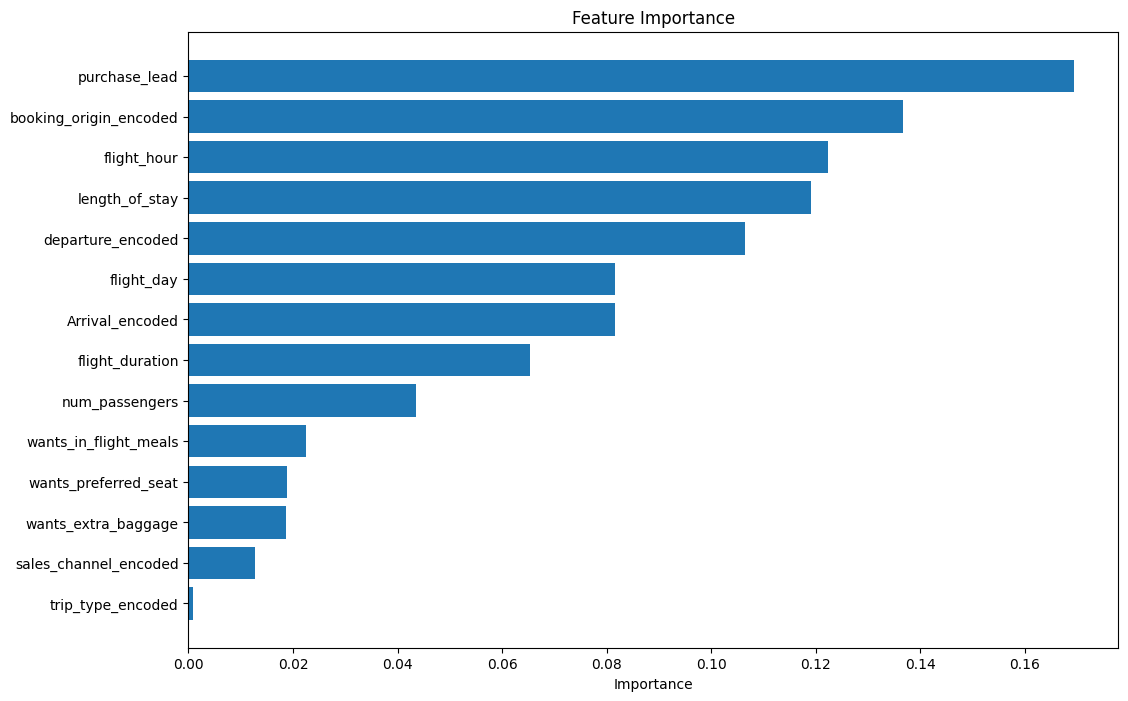 Feature Importance
purchase_lead
booking_origin_encoded
flight_hour
length_of_stay
departure_encoded
flight_day
Arrival_encoded
flight_duration
num_passengers
wants_in_flight_meals
wants_preferred_seat
wants_extra_baggage
sales_channel_encoded
trip_type_encoded
0.00 0.02 0.04 0.06 0.08 0.10 0.12 0.14 0.16
Importance